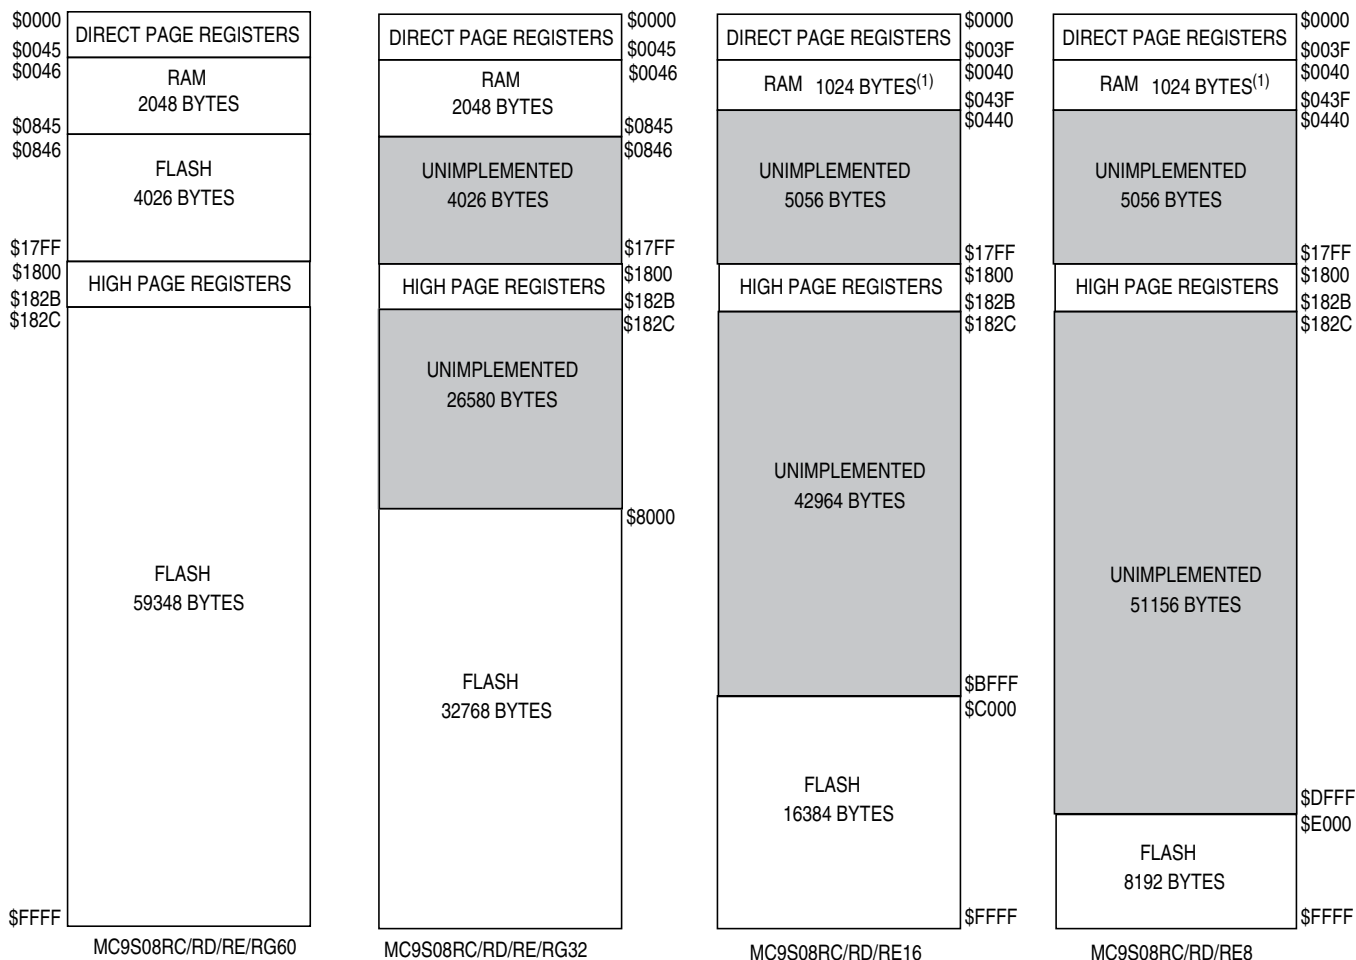 $0000
DIRECT PAGE REGISTERS
$0045
$0046
RAM
2048 BYTES
$0845
$0846
FLASH
4026 BYTES
$17FF
$1800
HIGH PAGE REGISTERS
$182B
$182C
FLASH
59348 BYTES
$FFFF
MC9S08RC/RD/RE/RG60
$0000
DIRECT PAGE REGISTERS
$0045
$0046
RAM
2048 BYTES
$0845
$0846
UNIMPLEMENTED
4026 BYTES
$17FF
$1800
HIGH PAGE REGISTERS
$182B
$182C
UNIMPLEMENTED
26580 BYTES
$8000
FLASH
32768 BYTES
MC9S08RC/RD/RE/RG32
$0000
DIRECT PAGE REGISTERS
$003F
$0040
RAM 1024 BYTES(1)
$043F
$0440
UNIMPLEMENTED
5056 BYTES
$17FF
$1800
HIGH PAGE REGISTERS
$182B
$182C
UNIMPLEMENTED
42964 BYTES
$BFFF
$C000
FLASH
16384 BYTES
$FFFF
MC9S08RC/RD/RE16
$0000
DIRECT PAGE REGISTERS
$003F
$0040
RAM 1024 BYTES(1)
$043F
$0440
UNIMPLEMENTED
5056 BYTES
$17FF
$1800
HIGH PAGE REGISTERS
$182B
$182C
UNIMPLEMENTED
51156 BYTES
$DFFF
$E000
FLASH
8192 BYTES
$FFFF
MC9S08RC/RD/RE8